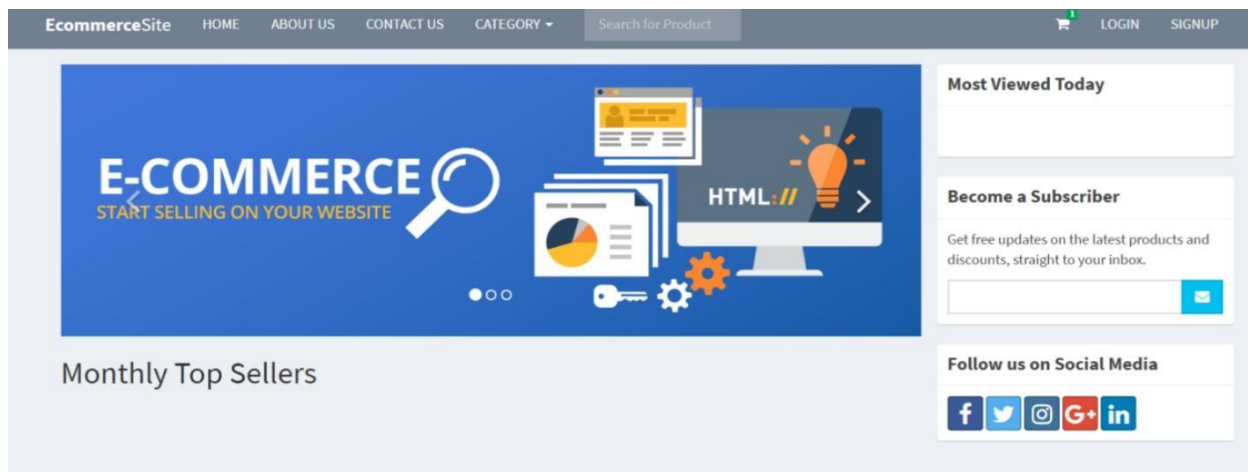 EcommerceSite HOME ABOUT US CONTACT US CATEGORY Search for Product 1 LOGIN SIGNUP
E-COMMERCE
START SELLING ON YOUR WEBSITE
HTML://
Monthly Top Sellers
Most Viewed Today
Become a Subscriber
Get free updates on the latest products and
discounts, straight to your inbox.
Follow us on Social Media
f G+ in